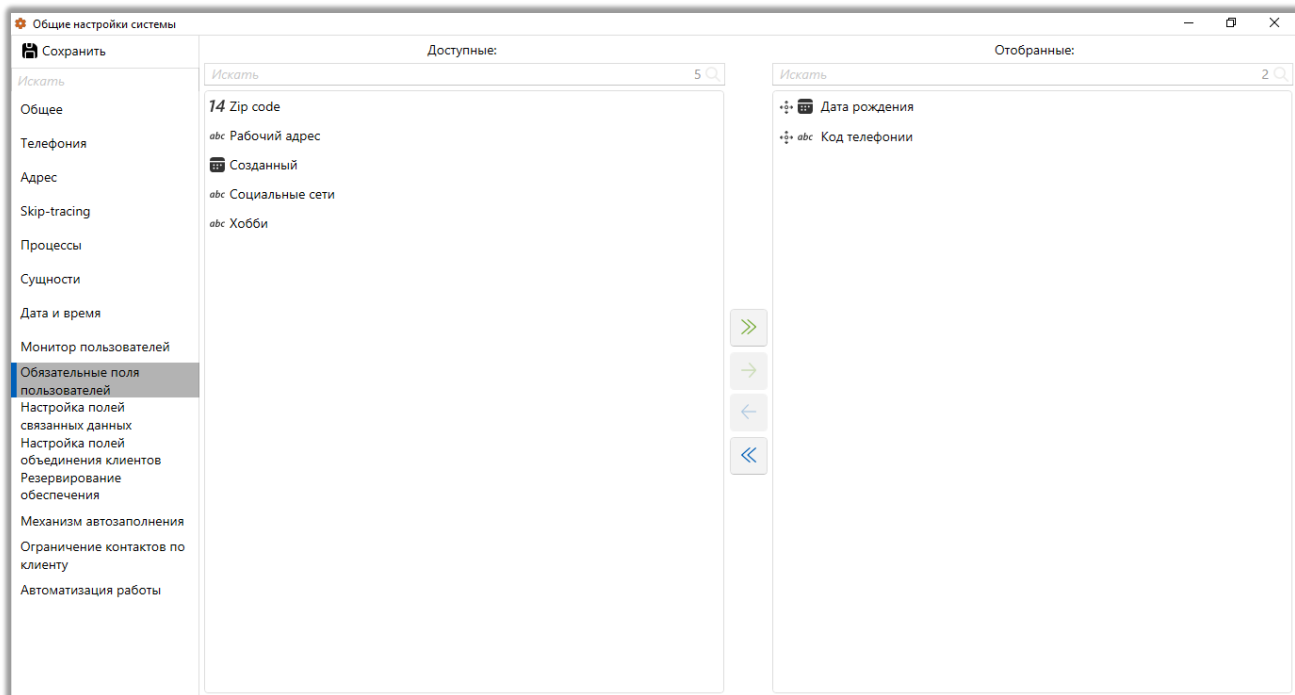 Общие настройки системы
Сохранить
Искать
Общее
Телефония
Адрес
Skip-tracing
Процессы
Сущности
Дата и время
Монитор пользователей
Обязательные поля
пользователей
Настройка полей
связанных данных
Настройка полей
объединения клиентов
Резервирование
обеспечения
Механизм автозаполнения
Ограничение контактов по
клиенту
Автоматизация работы
Доступные:
Искать 5
14 Zip code
abc Рабочий адрес
Созданный
abc Социальные сети
abc Хобби
Отобранные:
Искать 2
Дата рождения
abc Код телефонии